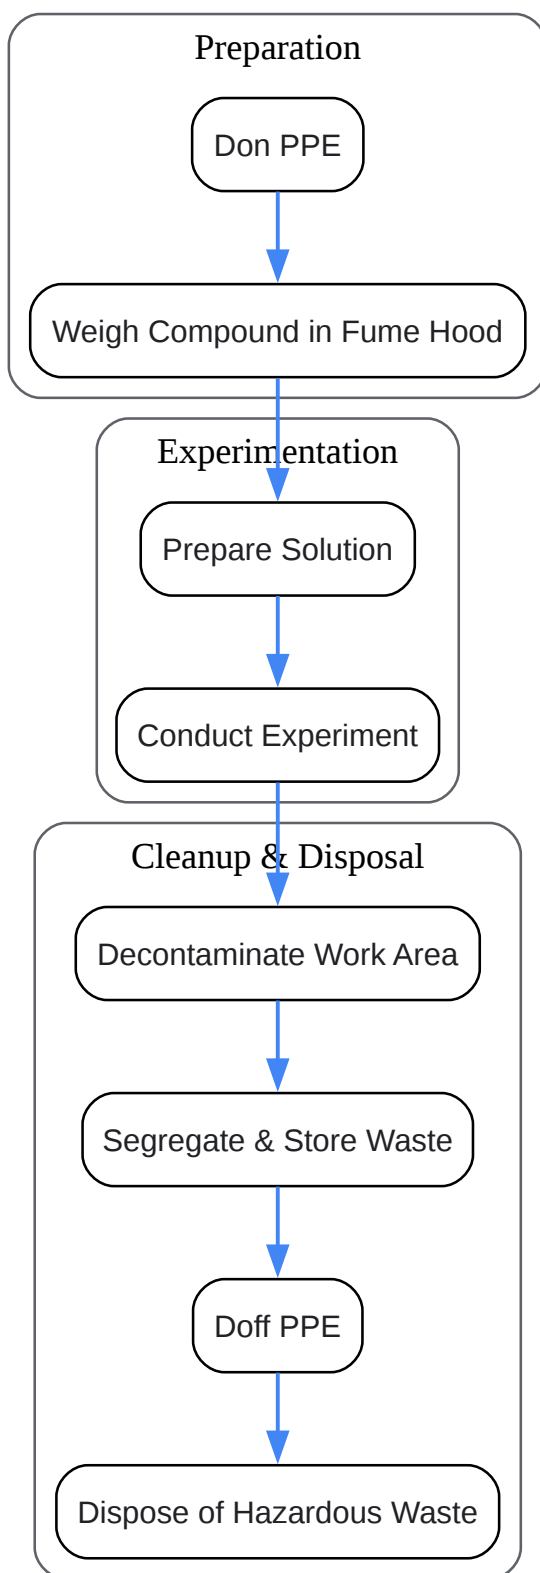 Preparation
Don PPE
Weigh Compound in Fume Hood
Experimentation
Prepare Solution
Conduct Experiment
Cleanup & Disposal
Decontaminate Work Area
Segregate & Store Waste
Doff PPE
Dispose of Hazardous Waste